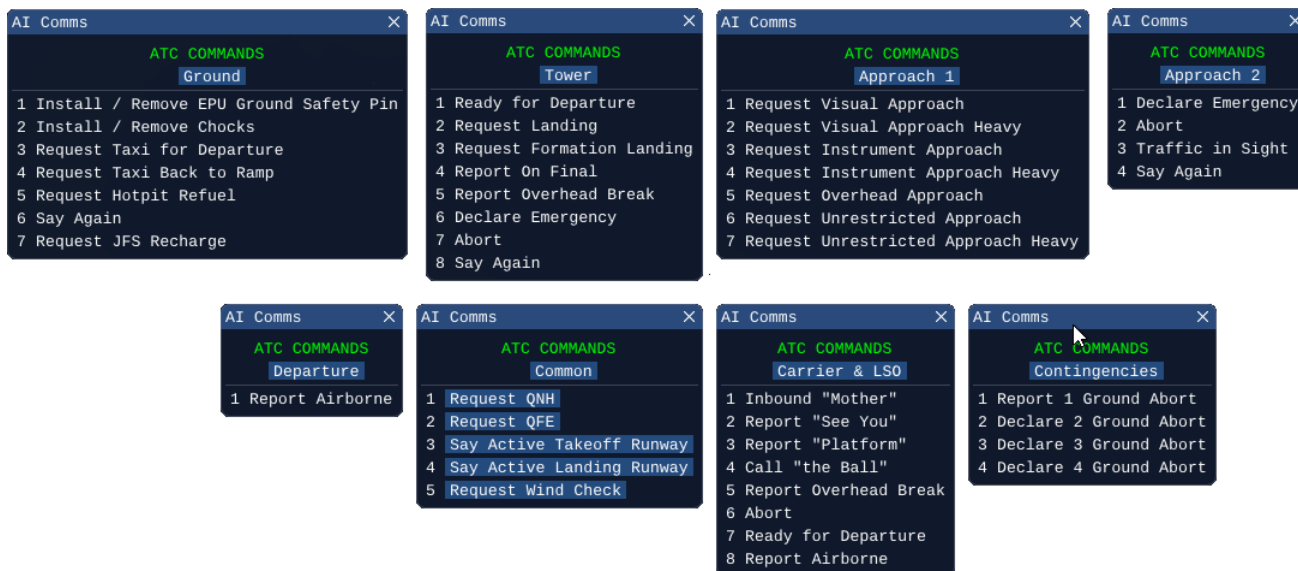 AI Comms
ATC COMMANDS
Ground
1 Install / Remove EPU Ground Safety Pin
2 Install / Remove Chocks
3 Request Taxi for Departure
4 Request Taxi Back to Ramp
5 Request Hotpit Refuel
6 Say Again
7 Request JFS Recharge
AI Comms
ATC COMMANDS
Tower
1 Ready for Departure
2 Request Landing
3 Request Formation Landing
4 Report On Final
5 Report Overhead Break
6 Declare Emergency
7 Abort
8 Say Again
AI Comms
ATC COMMANDS
Approach 1
1 Request Visual Approach
2 Request Visual Approach Heavy
3 Request Instrument Approach
4 Request Instrument Approach Heavy
5 Request Overhead Approach
6 Request Unrestricted Approach
7 Request Unrestricted Approach Heavy
AI Comms
ATC COMMANDS
Approach 2
1 Declare Emergency
2 Abort
3 Traffic in Sight
4 Say Again
AI Comms
ATC COMMANDS
Departure
1 Report Airborne
AI Comms
ATC COMMANDS
Common
1 Request QNH
2 Request QFE
3 Say Active Takeoff Runway
4 Say Active Landing Runway
5 Request Wind Check
AI Comms
ATC COMMANDS
Carrier & LSO
1 Inbound "Mother"
2 Report "See You"
3 Report "Platform"
4 Call "the Ball"
5 Report Overhead Break
6 Abort
7 Ready for Departure
8 Report Airborne
AI Comms
ATC COMMANDS
Contingencies
1 Report 1 Ground Abort
2 Declare 2 Ground Abort
3 Declare 3 Ground Abort
4 Declare 4 Ground Abort